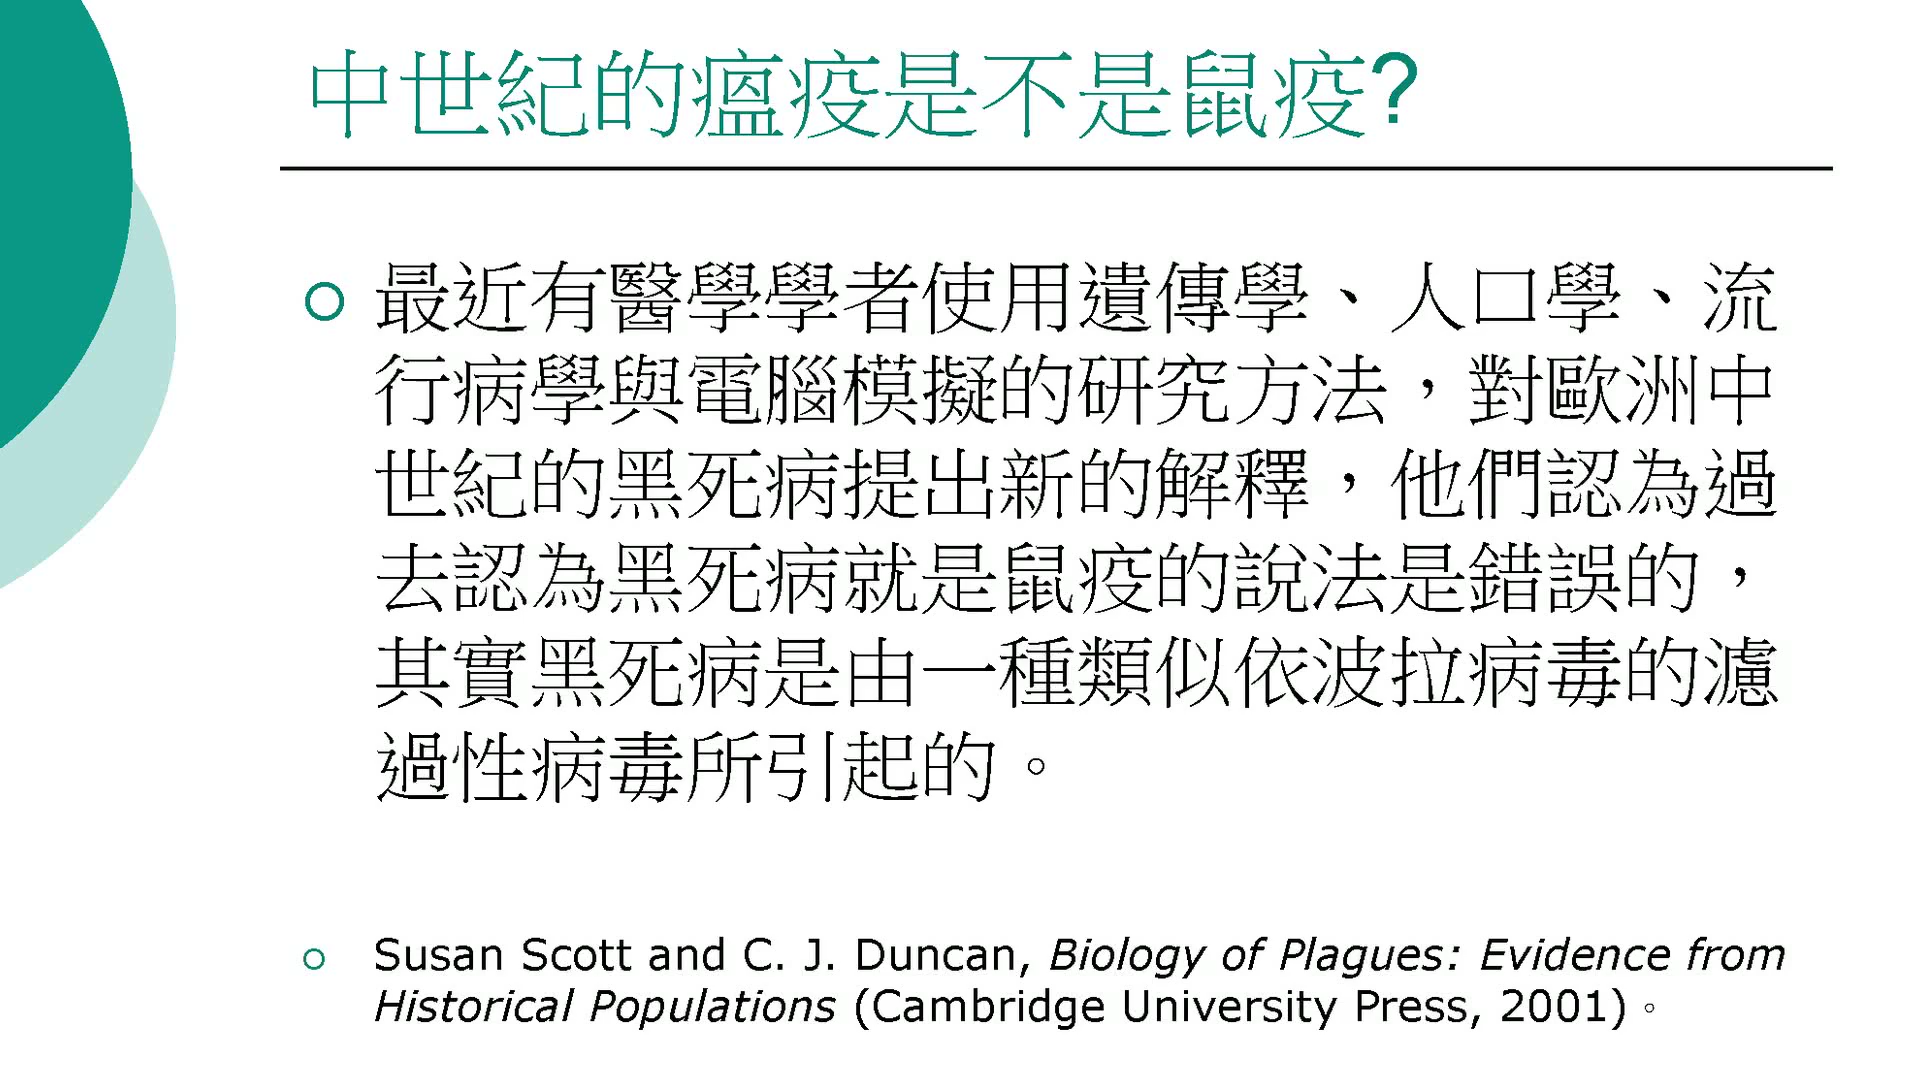 中世紀的瘟疫是不是鼠疫?
最近有醫學學者使用遺傳學、人口學、流
行病學與電腦模擬的研究方法，對歐洲中
世紀的黑死病提出新的解釋，他們認為過
去認為黑死病就是鼠疫的說法是錯誤的，
其實黑死病是由一種類似依波拉病毒的濾
過性病毒所引起的。
Susan Scott and C. J. Duncan, Biology of Plagues: Evidence from
Historical Populations (Cambridge University Press, 2001)。